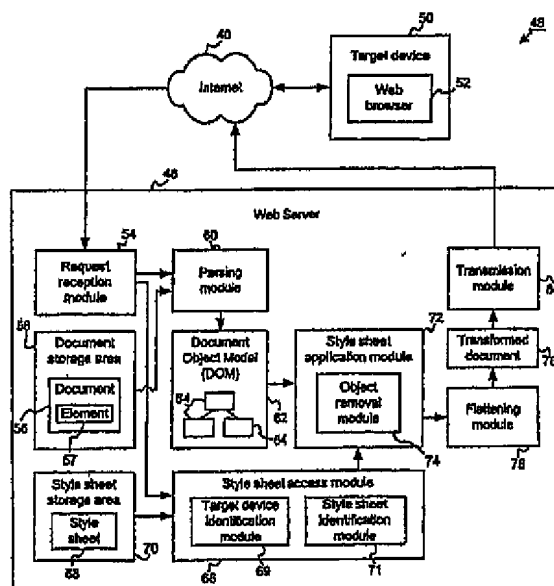 48
40
Internet
50
Target device
Web
browser
52
46
Web Server
54
Request
reception
module
60
Parsing
module
Transmission
module
58
Document
storage area
Document
Element
56
57
Document
Object Model
(DOM)
64
64
62
Style sheet
application module
72
Object
removal
module
74
Transformed
document
Flattening
module
Style sheet
storage area
Style
sheet
70
Style sheet access module
Target device
identification
module
69
Style sheet
identification
module
71
68